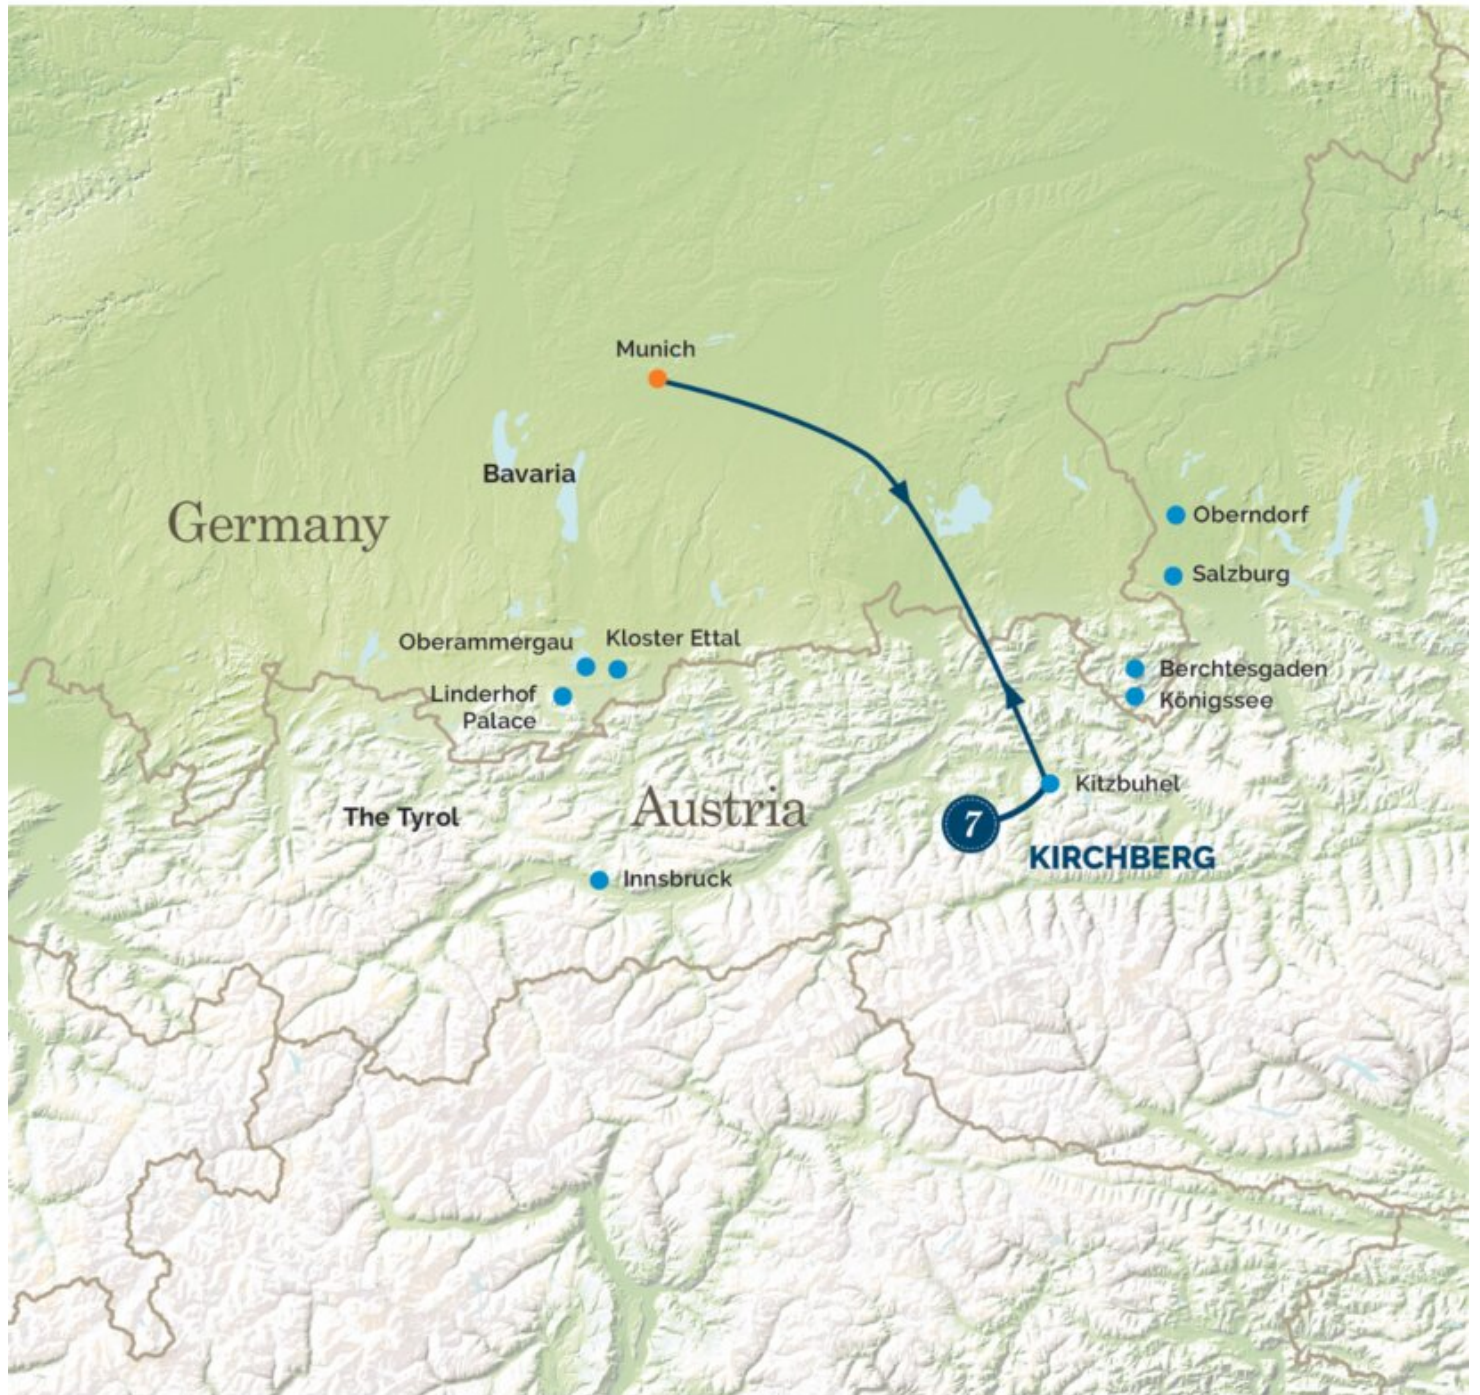 Munich
Bavaria
Germany
Oberndorf
Salzburg
Oberammergau
Kloster Ettal
Linderhof
Palace
Berchtesgaden
Königssee
Kitzbuhel
The Tyrol
Austria
7
KIRCHBERG
Innsbruck